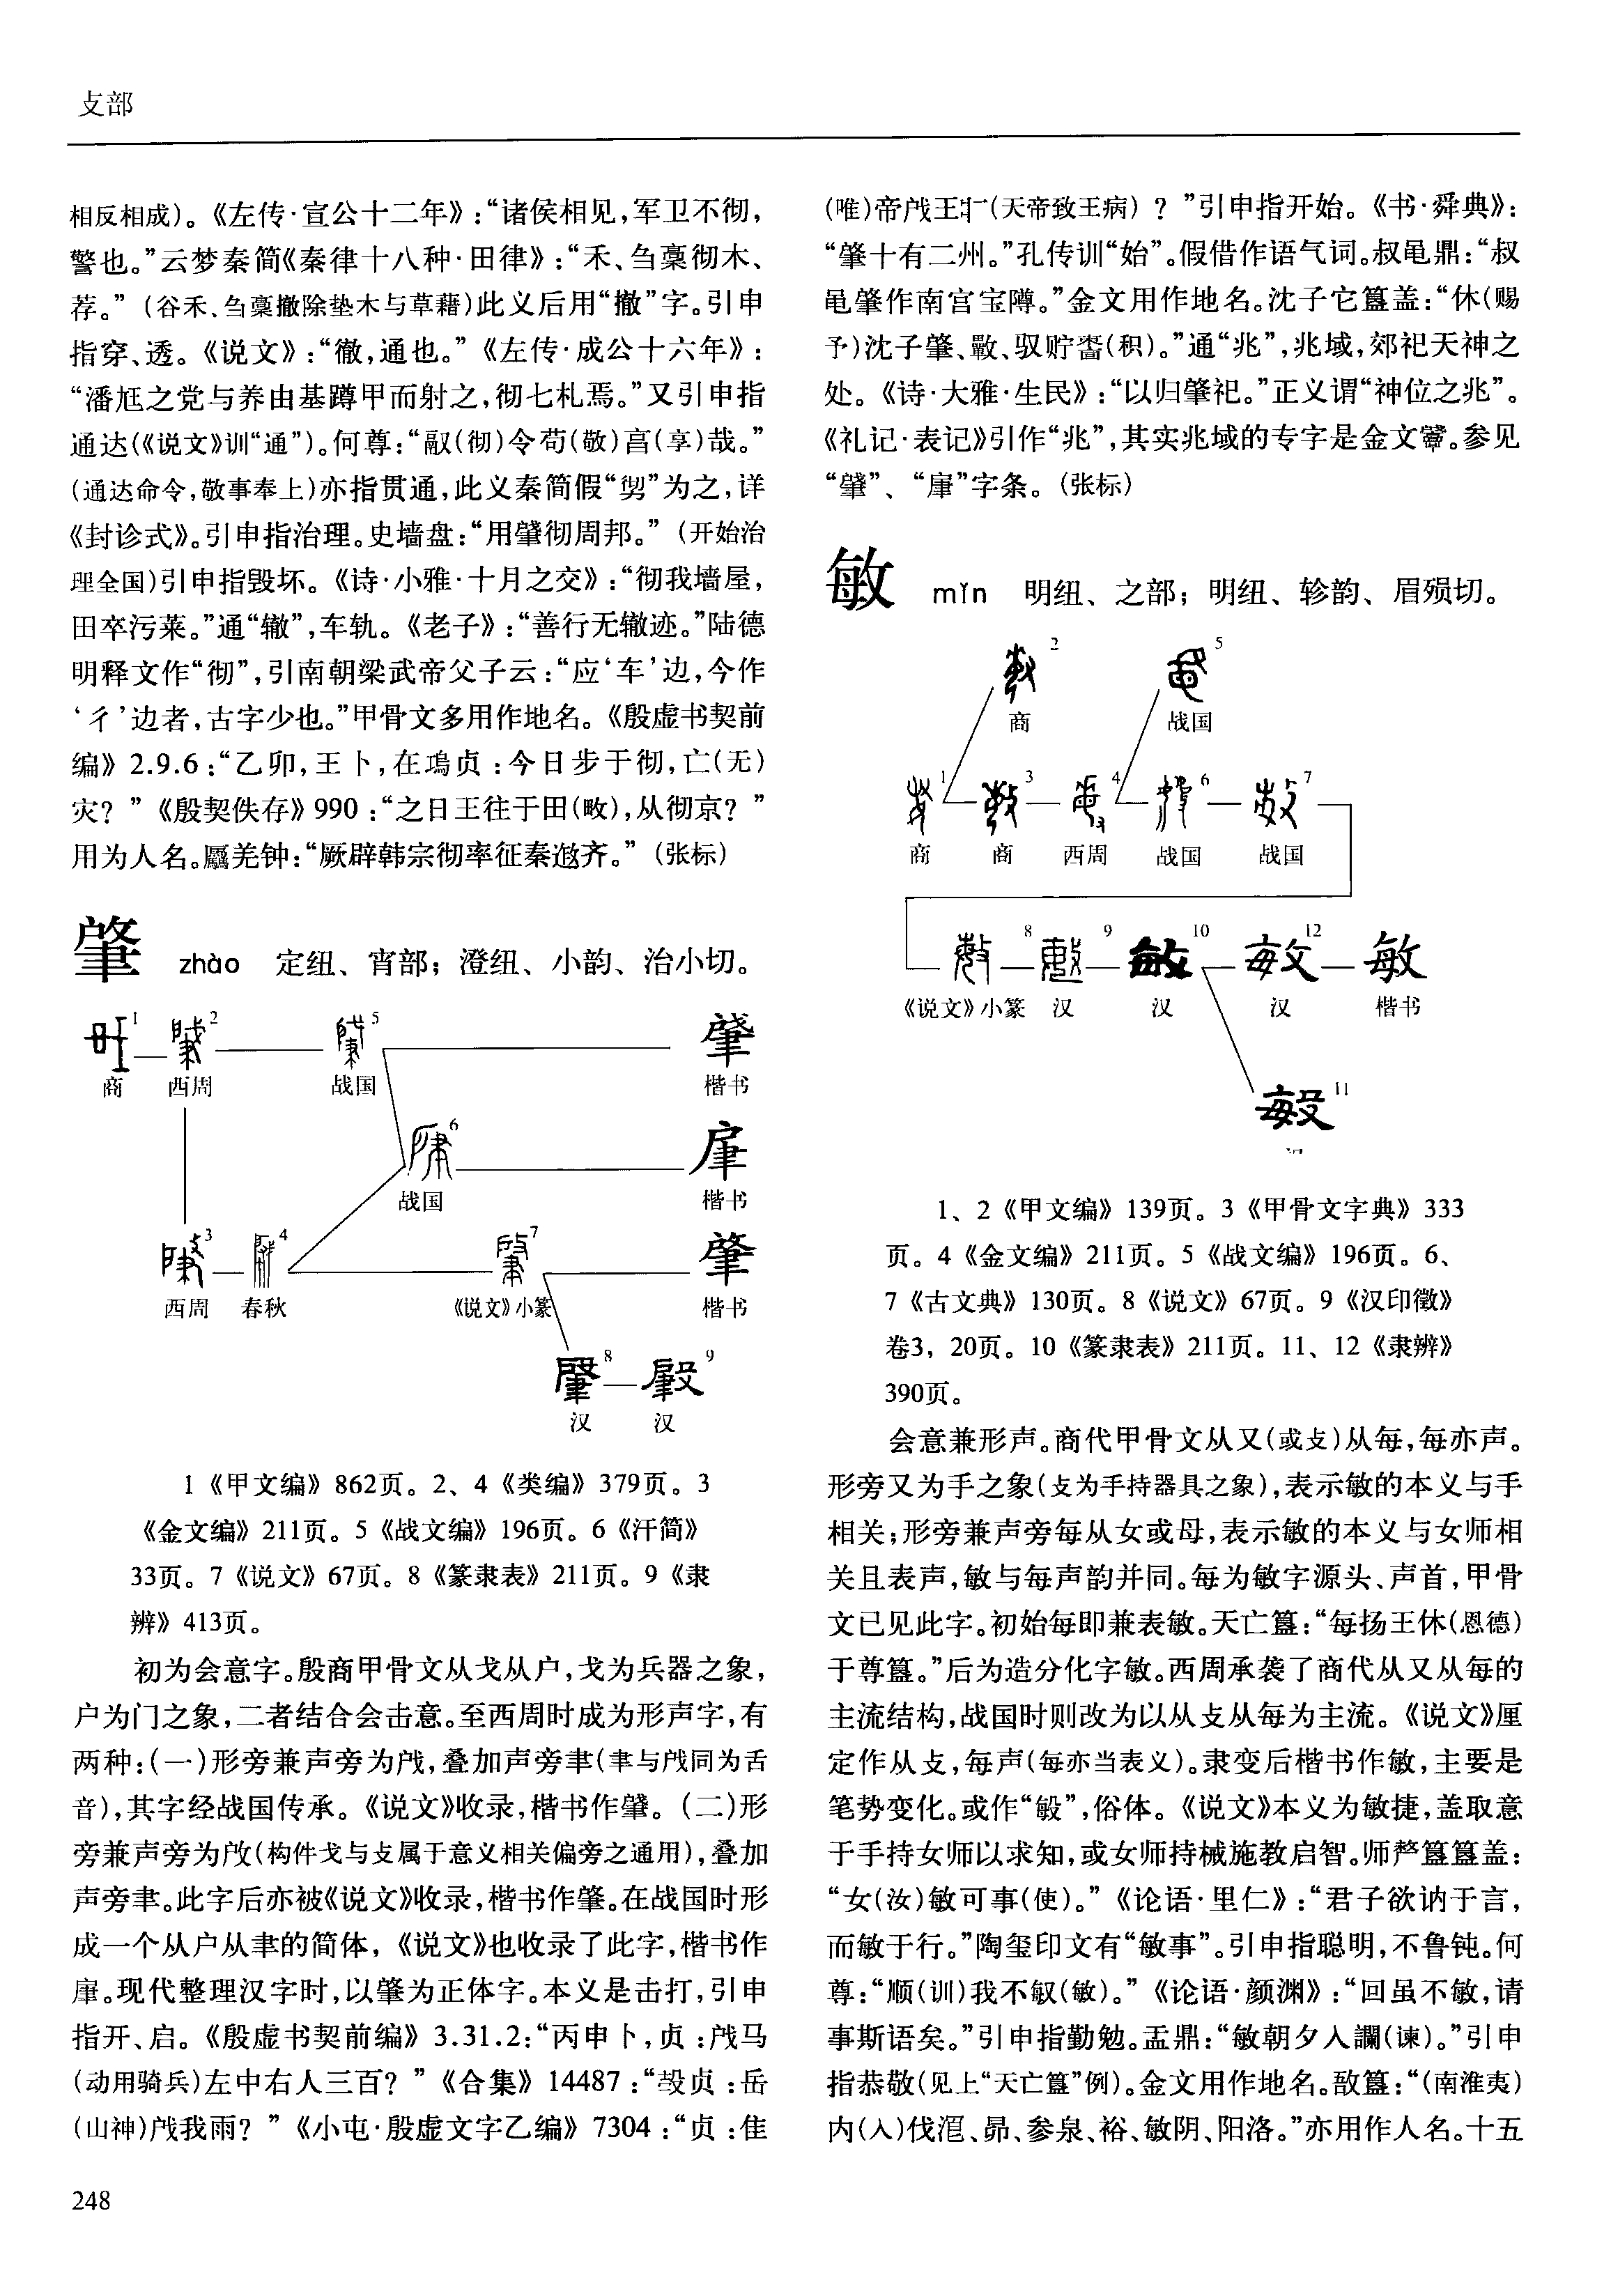 攴部
相反相成)。《左传·宣公十二年》:“诸侯相见,军卫不彻,
警也。”云梦秦简《秦律十八种·田律》:“禾、刍稾彻木、
荐。”(谷禾、刍稾撤除垫木与草藉)此义后用“撤”字。引申
指穿、透。《说文》:“徹,通也。”《左传·成公十六年》:
“潘尪之党与养由基蹲甲而射之,彻七札焉。”又引申指
通达(《说文》训“通”)。何尊:“㪤(彻)令苟(敬)亯(享)哉。”
(通达命令,敬事奉上)亦指贯通,此义秦简假“㔑”为之,详
《封诊式》。引申指治理。史墙盘:“用肇彻周邦。”(开始治
理全国)引申指毁坏。《诗·小雅·十月之交》:“彻我墙屋,
田卒污莱。”通“辙”,车轨。《老子》:“善行无辙迹。”陆德
明释文作“彻”,引南朝梁武帝父子云:“应‘车’边,今作
‘彳’边者,古字少也。”甲骨文多用作地名。《殷虚书契前
编》2.9.6:“乙卯,王卜,在鳿贞:今日步于彻,亡(无)
灾?”《殷契佚存》990:“之日王往于田(畋),从彻京?”
用为人名。羌钟:“厥辟韩宗彻率征秦齐。”(张标)
肇 zhào 定纽、宵部;澄纽、小韵、治小切。
1 2 5 肈
商 西周 战国 楷书
6 肁
战国 楷书
3 4 7 肇
西周 春秋 《说文》小篆 楷书
8 9
汉 汉
1《甲文编》862页。2、4《类编》379页。3
《金文编》211页。5《战文编》196页。6《汗简》
33页。7《说文》67页。8《篆隶表》211页。9《隶
辨》413页。
初为会意字。殷商甲骨文从戈从户,戈为兵器之象,
户为门之象,二者结合会击意。至西周时成为形声字,有
两种:(一)形旁兼声旁为戓,叠加声旁聿(聿与同为舌
音),其字经战国传承。《说文》收录,楷书作肈。(二)形
旁兼声旁为㪃(构件戈与攴属于意义相关偏旁之通用),叠加
声旁聿。此字后亦被《说文》收录,楷书作肇。在战国时形
成一个从户从聿的简体,《说文》也收录了此字,楷书作
肁。现代整理汉字时,以肇为正体字。本义是击打,引申
指开、启。《殷虚书契前编》3.31.2:“丙申卜,贞:马
(动用骑兵)左中右人三百?”《合集》14487:“㱿贞:岳
(山神)我雨?”《小屯·殷虚文字乙编》7304:“贞:隹
248
(唯)帝王疒(天帝致王病)?”引申指开始。《书·舜典》:
“肇十有二州。”孔传训“始”。假借作语气词。叔黾鼎:“叔
黾肇作南宫宝䵼。”金文用作地名。沈子它簋盖:“休(赐
予)沈子肇、㪤、驭贮(积)。”通“兆”,兆域,郊祀天神之
处。《诗·大雅·生民》:“以归肇祀。”正义谓“神位之兆”。
《礼记·表记》引作“兆”,其实兆域的专字是金文。参见
“肈”、“肁”字条。(张标)
敏 mǐn 明纽、之部;明纽、轸韵、眉殒切。
2 5
商 战国
1 3 4 6 7
商 商 西周 战国 战国
8 9 10 12 敏
《说文》小篆 汉 汉 汉 楷书
11
1、2《甲文编》139页。3《甲骨文字典》333
页。4《金文编》211页。5《战文编》196页。6、
7《古文典》130页。8《说文》67页。9《汉印徵》
卷3,20页。10《篆隶表》211页。11、12《隶辨》
390页。
会意兼形声。商代甲骨文从又(或攴)从每,每亦声。
形旁又为手之象(攴为手持器具之象),表示敏的本义与手
相关;形旁兼声旁每从女或母,表示敏的本义与女师相
关且表声,敏与每声韵并同。每为敏字源头、声首,甲骨
文已见此字。初始每即兼表敏。天亡簋:“每扬王休(恩德)
于尊簋。”后为造分化字敏。西周承袭了商代从又从每的
主流结构,战国时则改为以从攴从每为主流。《说文》厘
定作从攴,每声(每亦当表义)。隶变后楷书作敏,主要是
笔势变化。或作“毎殳”,俗体。《说文》本义为敏捷,盖取意
于手持女师以求知,或女师持械施教启智。师𠩺簋簋盖:
“女(汝)敏可事(使)。”《论语·里仁》:“君子欲讷于言,
而敏于行。”陶玺印文有“敏事”。引申指聪明,不鲁钝。何
尊:“顺(训)我不㪅(敏)。”《论语·颜渊》:“回虽不敏,请
事斯语矣。”引申指勤勉。盂鼎:“敏朝夕入讕(谏)。”引申
指恭敬(见上“天亡簋”例)。金文用作地名。敔簋:“(南淮夷)
内(入)伐、昴、参泉、裕、敏阴、阳洛。”亦用作人名。十五